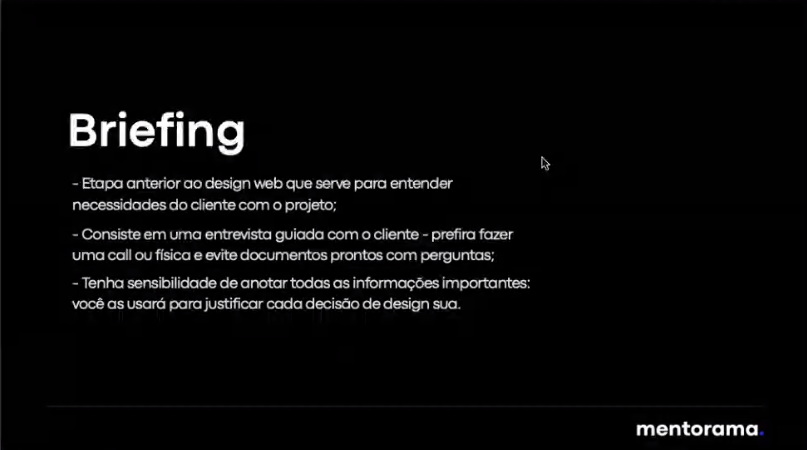 Briefing
- Etapa anterior ao design web que serve para entender
necessidades do cliente com o projeto;
- Consiste em uma entrevista guiada com o cliente - prefira fazer
uma call ou física e evite documentos prontos com perguntas;
- Tenha sensibilidade de anotar todas as informações importantes:
você as usará para justificar cada decisão de design sua.
mentorama.